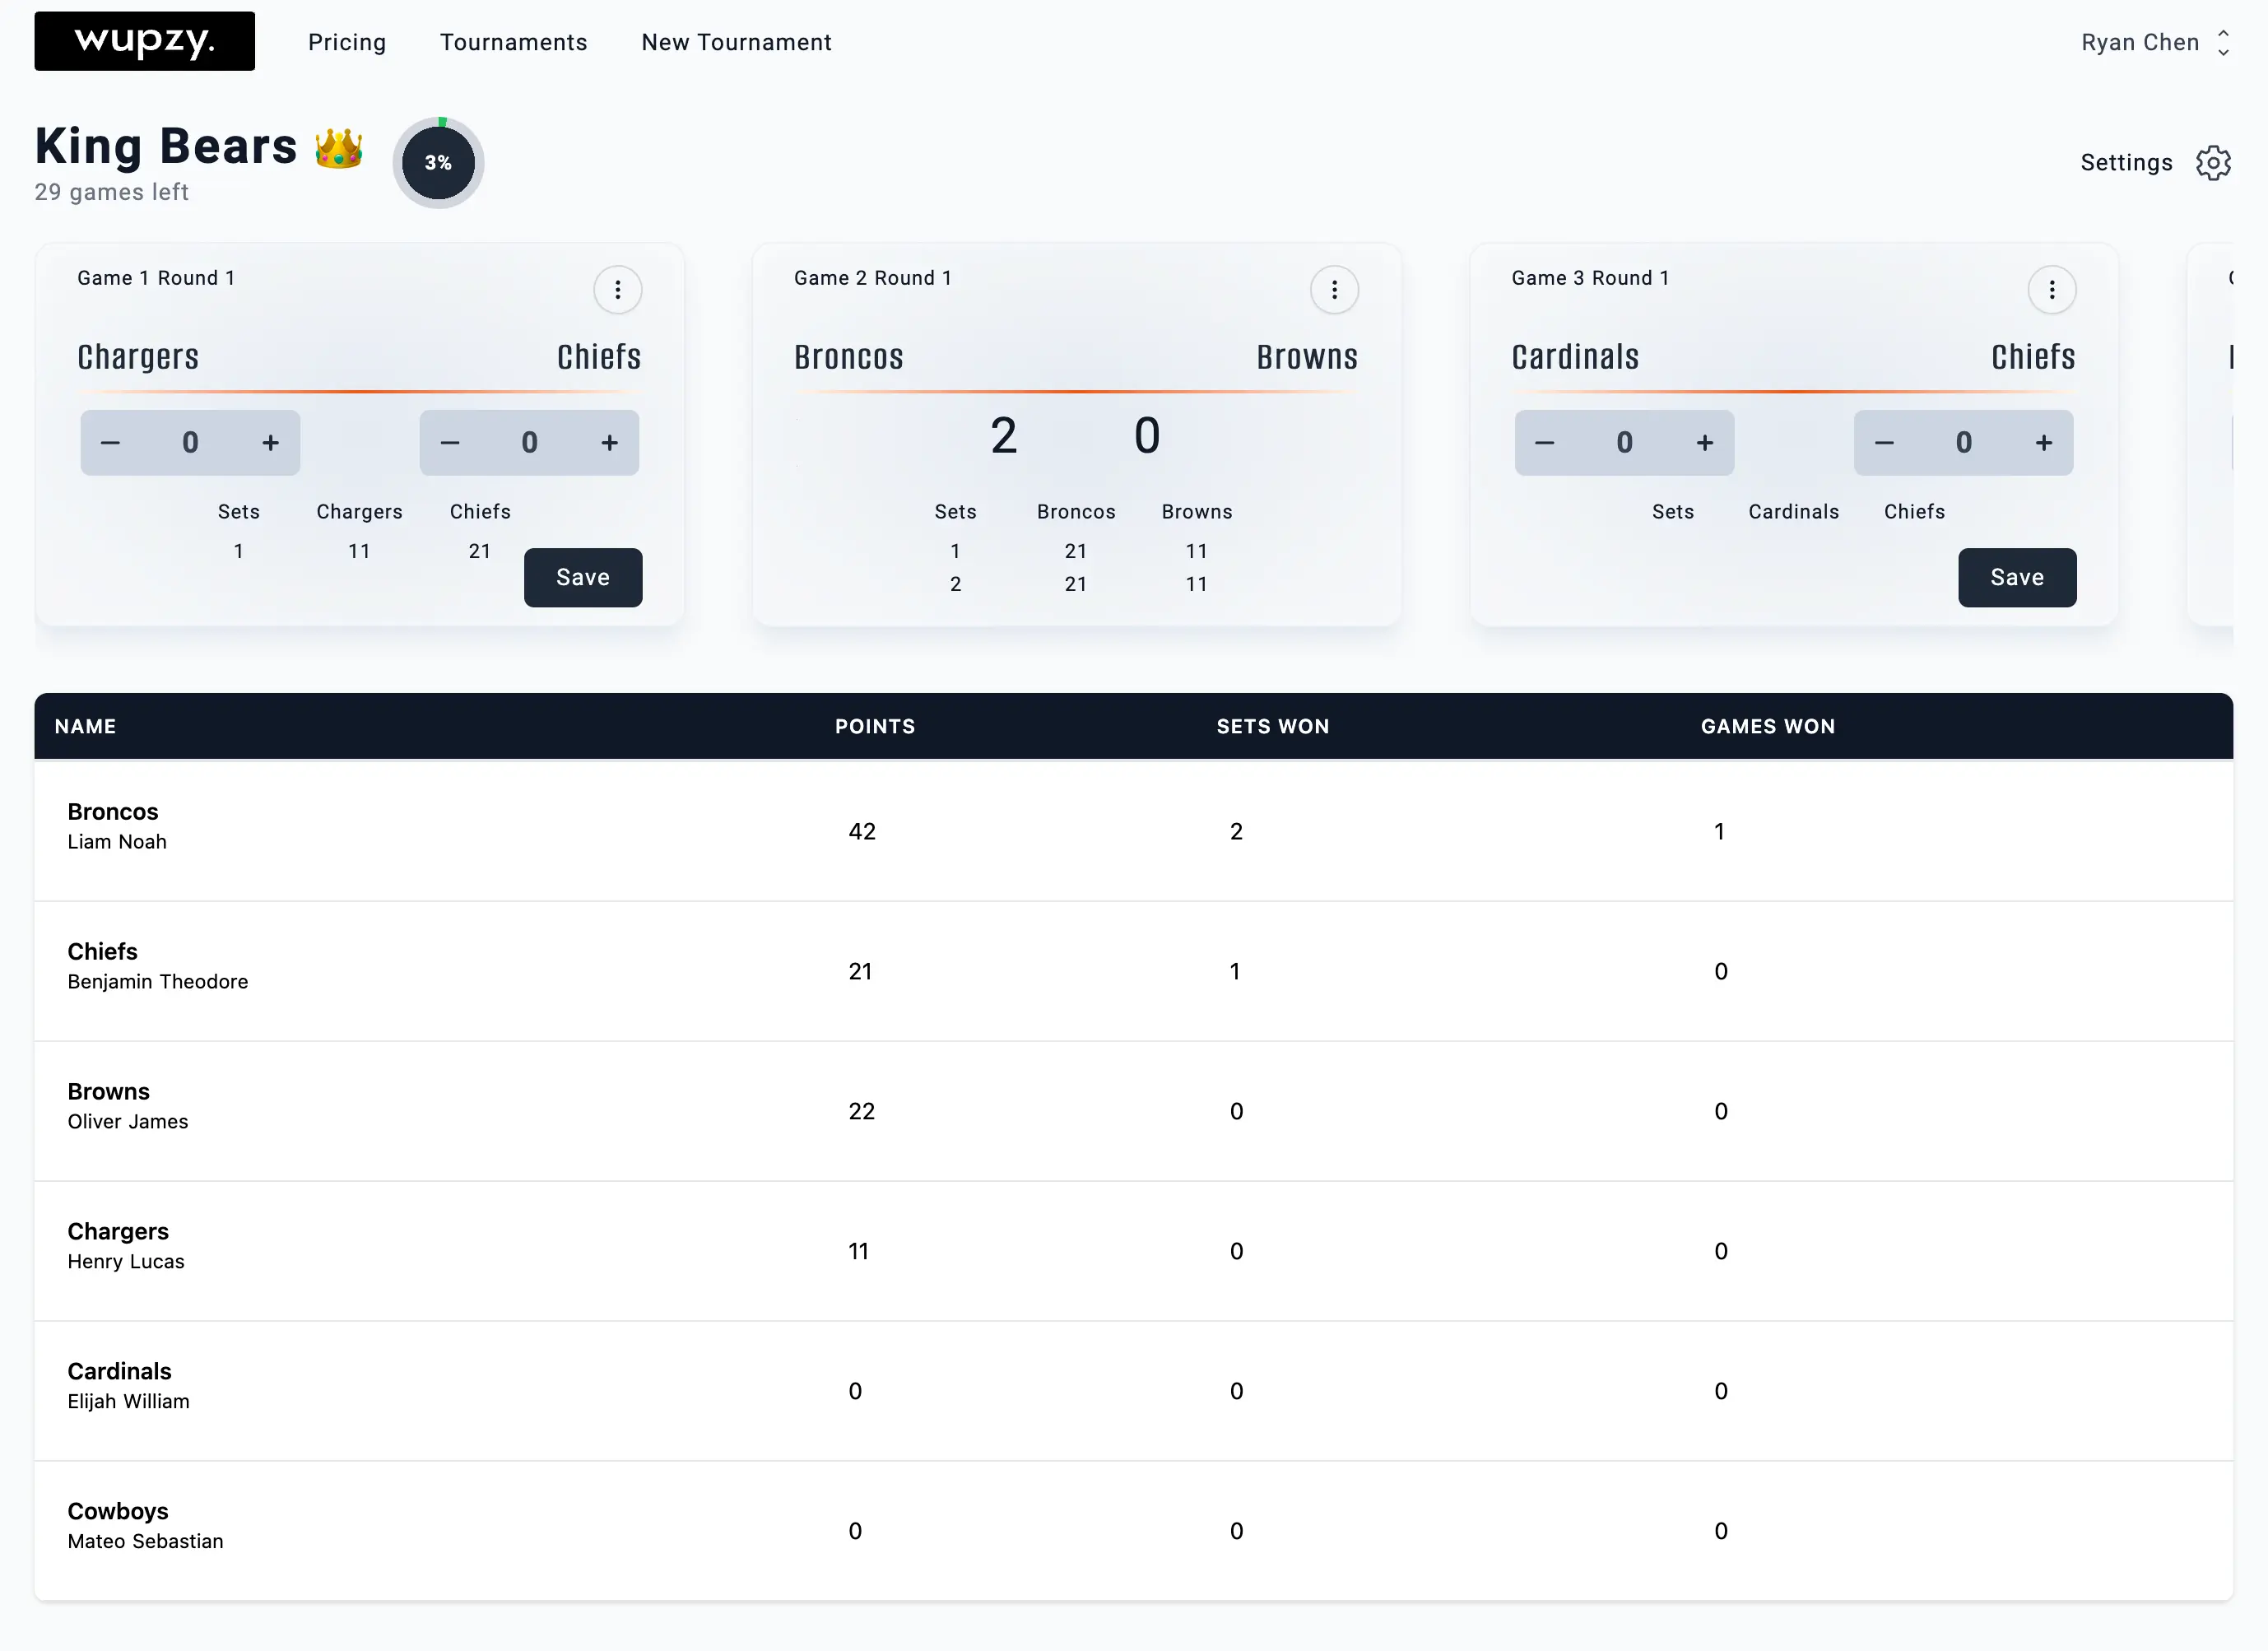 wupzy. Pricing Tournaments New Tournament Ryan Chen
King Bears 👑 3%
29 games left
Settings
Game 1 Round 1
Chargers Chiefs
− 0 + − 0 +
Sets Chargers Chiefs
1 11 21
Save
Game 2 Round 1
Broncos Browns
2 0
Sets Broncos Browns
1 21 11
2 21 11
Game 3 Round 1
Cardinals Chiefs
− 0 + − 0 +
Sets Cardinals Chiefs
Save
NAME POINTS SETS WON GAMES WON
Broncos
Liam Noah
42 2 1
Chiefs
Benjamin Theodore
21 1 0
Browns
Oliver James
22 0 0
Chargers
Henry Lucas
11 0 0
Cardinals
Elijah William
0 0 0
Cowboys
Mateo Sebastian
0 0 0